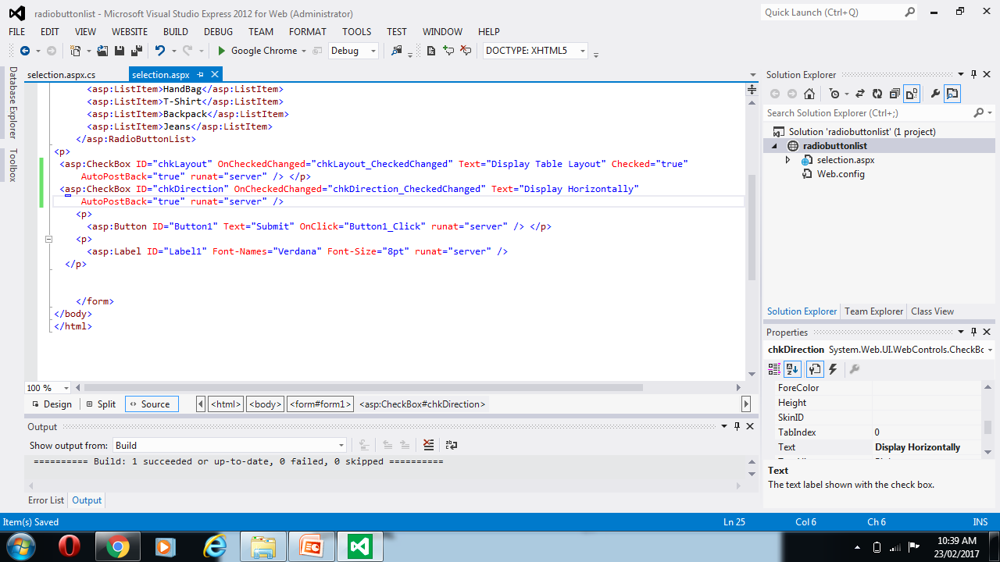 radiobuttonlist - Microsoft Visual Studio Express 2012 for Web (Administrator)
Quick Launch (Ctrl+Q)
FILE EDIT VIEW WEBSITE BUILD DEBUG TEAM FORMAT TOOLS TEST WINDOW HELP
Google Chrome Debug DOCTYPE: XHTML5
Database Explorer
Toolbox
selection.aspx.cs selection.aspx
<asp:ListItem>HandBag</asp:ListItem>
<asp:ListItem>T-Shirt</asp:ListItem>
<asp:ListItem>Backpack</asp:ListItem>
<asp:ListItem>Jeans</asp:ListItem>
</asp:RadioButtonList>
<p>
<asp:CheckBox ID="chkLayout" OnCheckedChanged="chkLayout_CheckedChanged" Text="Display Table Layout" Checked="true"
AutoPostBack="true" runat="server" /> </p>
<asp:CheckBox ID="chkDirection" OnCheckedChanged="chkDirection_CheckedChanged" Text="Display Horizontally"
AutoPostBack="true" runat="server" />
<p>
<asp:Button ID="Button1" Text="Submit" OnClick="Button1_Click" runat="server" /> </p>
<p>
<asp:Label ID="Label1" Font-Names="Verdana" Font-Size="8pt" runat="server" />
</p>
</form>
</body>
</html>
100 %
Design Split Source <html> <body> <form#form1> <asp:CheckBox#chkDirection>
Output
Show output from: Build
========== Build: 1 succeeded or up-to-date, 0 failed, 0 skipped ==========
Error List Output
Solution Explorer
Search Solution Explorer (Ctrl+;)
Solution 'radiobuttonlist' (1 project)
radiobuttonlist
selection.aspx
Web.config
Solution Explorer Team Explorer Class View
Properties
chkDirection System.Web.UI.WebControls.CheckBo
ForeColor
Height
SkinID
TabIndex 0
Text Display Horizontally
Text
The text label shown with the check box.
Item(s) Saved Ln 25 Col 6 Ch 6 INS
10:39 AM
23/02/2017